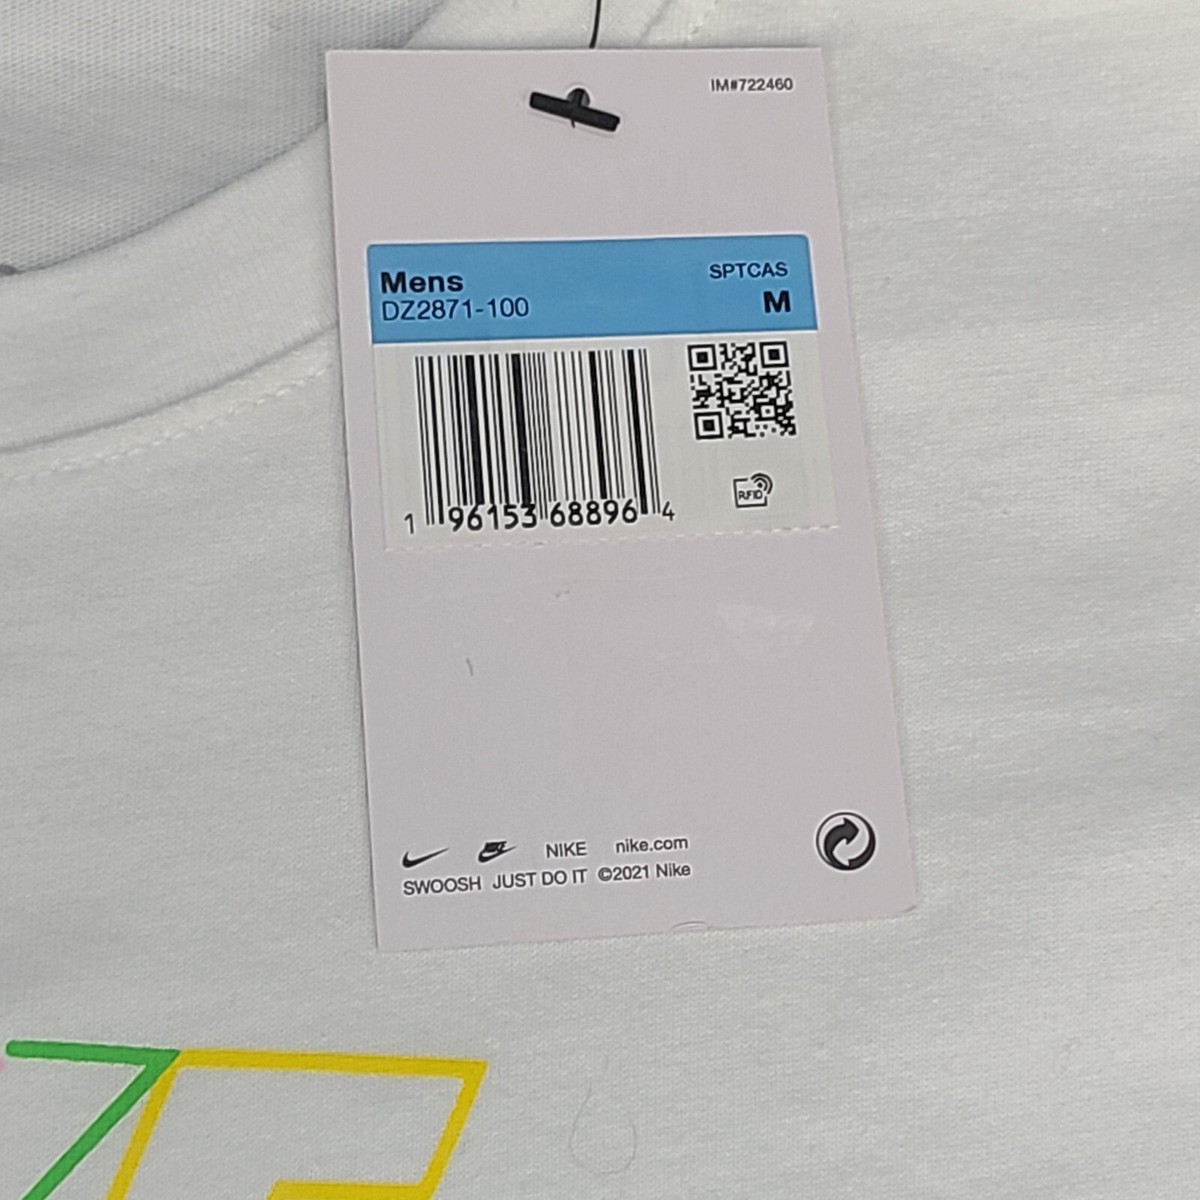 IM#722460
Mens SPTCAS
DZ2871-100 M
1 96153 68896 4
RFID
NIKE nike.com
SWOOSH JUST DO IT ©2021 Nike